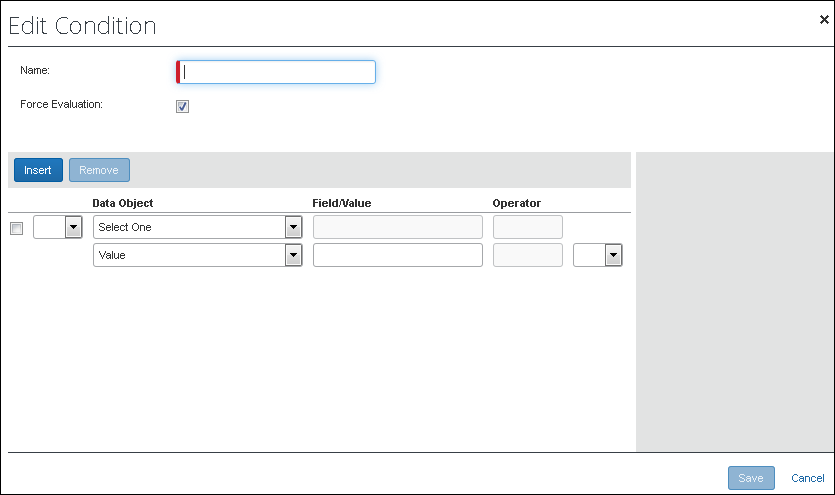 Edit Condition
Name:
Force Evaluation:
Insert Remove
Data Object Field/Value Operator
Select One
Value
Save Cancel